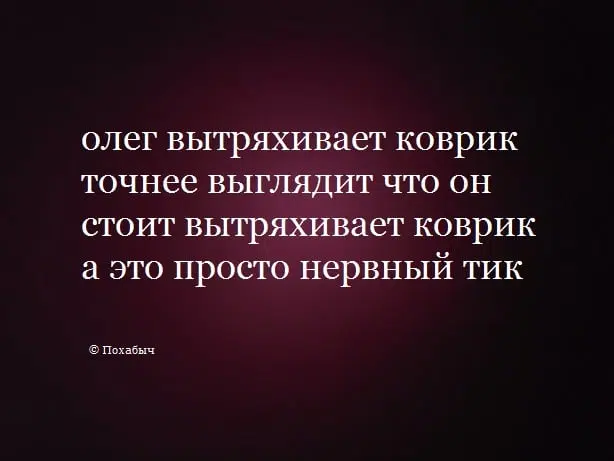 олег вытряхивает коврик
точнее выглядит что он
стоит вытряхивает коврик
а это просто нервный тик
© Похабыч